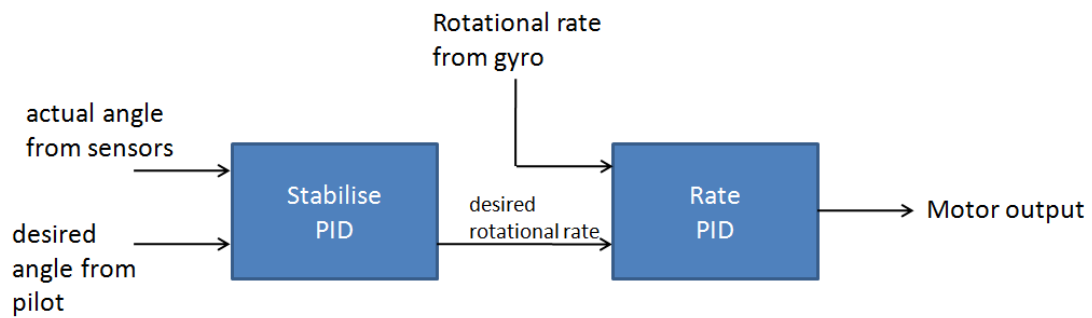 Rotational rate
from gyro
actual angle
from sensors
Stabilise
PID
desired
rotational rate
Rate
PID
Motor output
desired
angle from
pilot